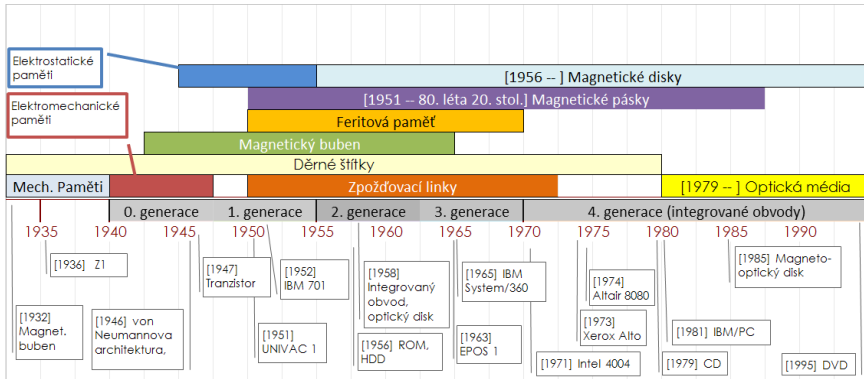 Elektrostatické
paměti
[1956 -- ] Magnetické disky
[1951 -- 80. léta 20. stol.] Magnetické pásky
Elektromechanické
paměti
Feritová paměť
Magnetický buben
Děrné štítky
Mech. Paměti
Zpožďovací linky
[1979 -- ] Optická média
0. generace
1. generace
2. generace
3. generace
4. generace (integrované obvody)
1935
1940
1945
1950
1955
1960
1965
1970
1975
1980
1985
1990
[1936] Z1
[1932]
Magnet.
buben
[1946] von
Neumannova
architektura,
[1947]
Tranzistor
[1952]
IBM 701
[1951]
UNIVAC 1
[1958]
Integrovaný
obvod,
optický disk
[1956] ROM,
HDD
[1965] IBM
System/360
[1963]
EPOS 1
[1971] Intel 4004
[1974]
Altair 8080
[1973]
Xerox Alto
[1979] CD
[1981] IBM/PC
[1985] Magneto-
optický disk
[1995] DVD